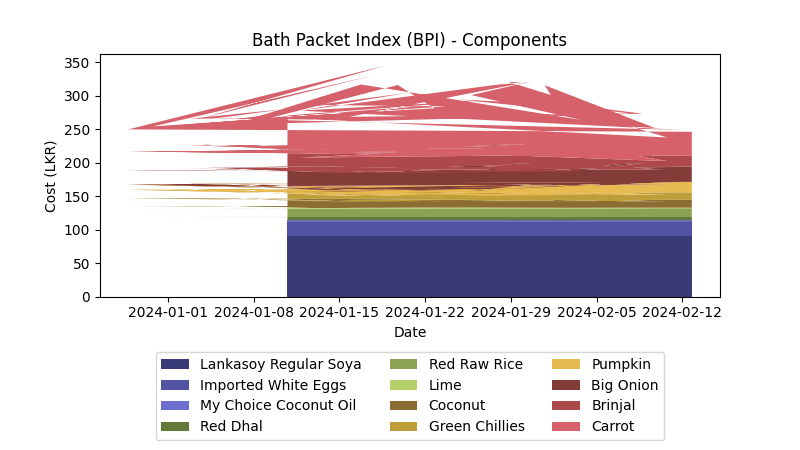 Bath Packet Index (BPI) - Components
Cost (LKR)
350
300
250
200
150
100
50
0
2024-01-01 2024-01-08 2024-01-15 2024-01-22 2024-01-29 2024-02-05 2024-02-12
Date
Lankasoy Regular Soya Red Raw Rice Pumpkin
Imported White Eggs Lime Big Onion
My Choice Coconut Oil Coconut Brinjal
Red Dhal Green Chillies Carrot